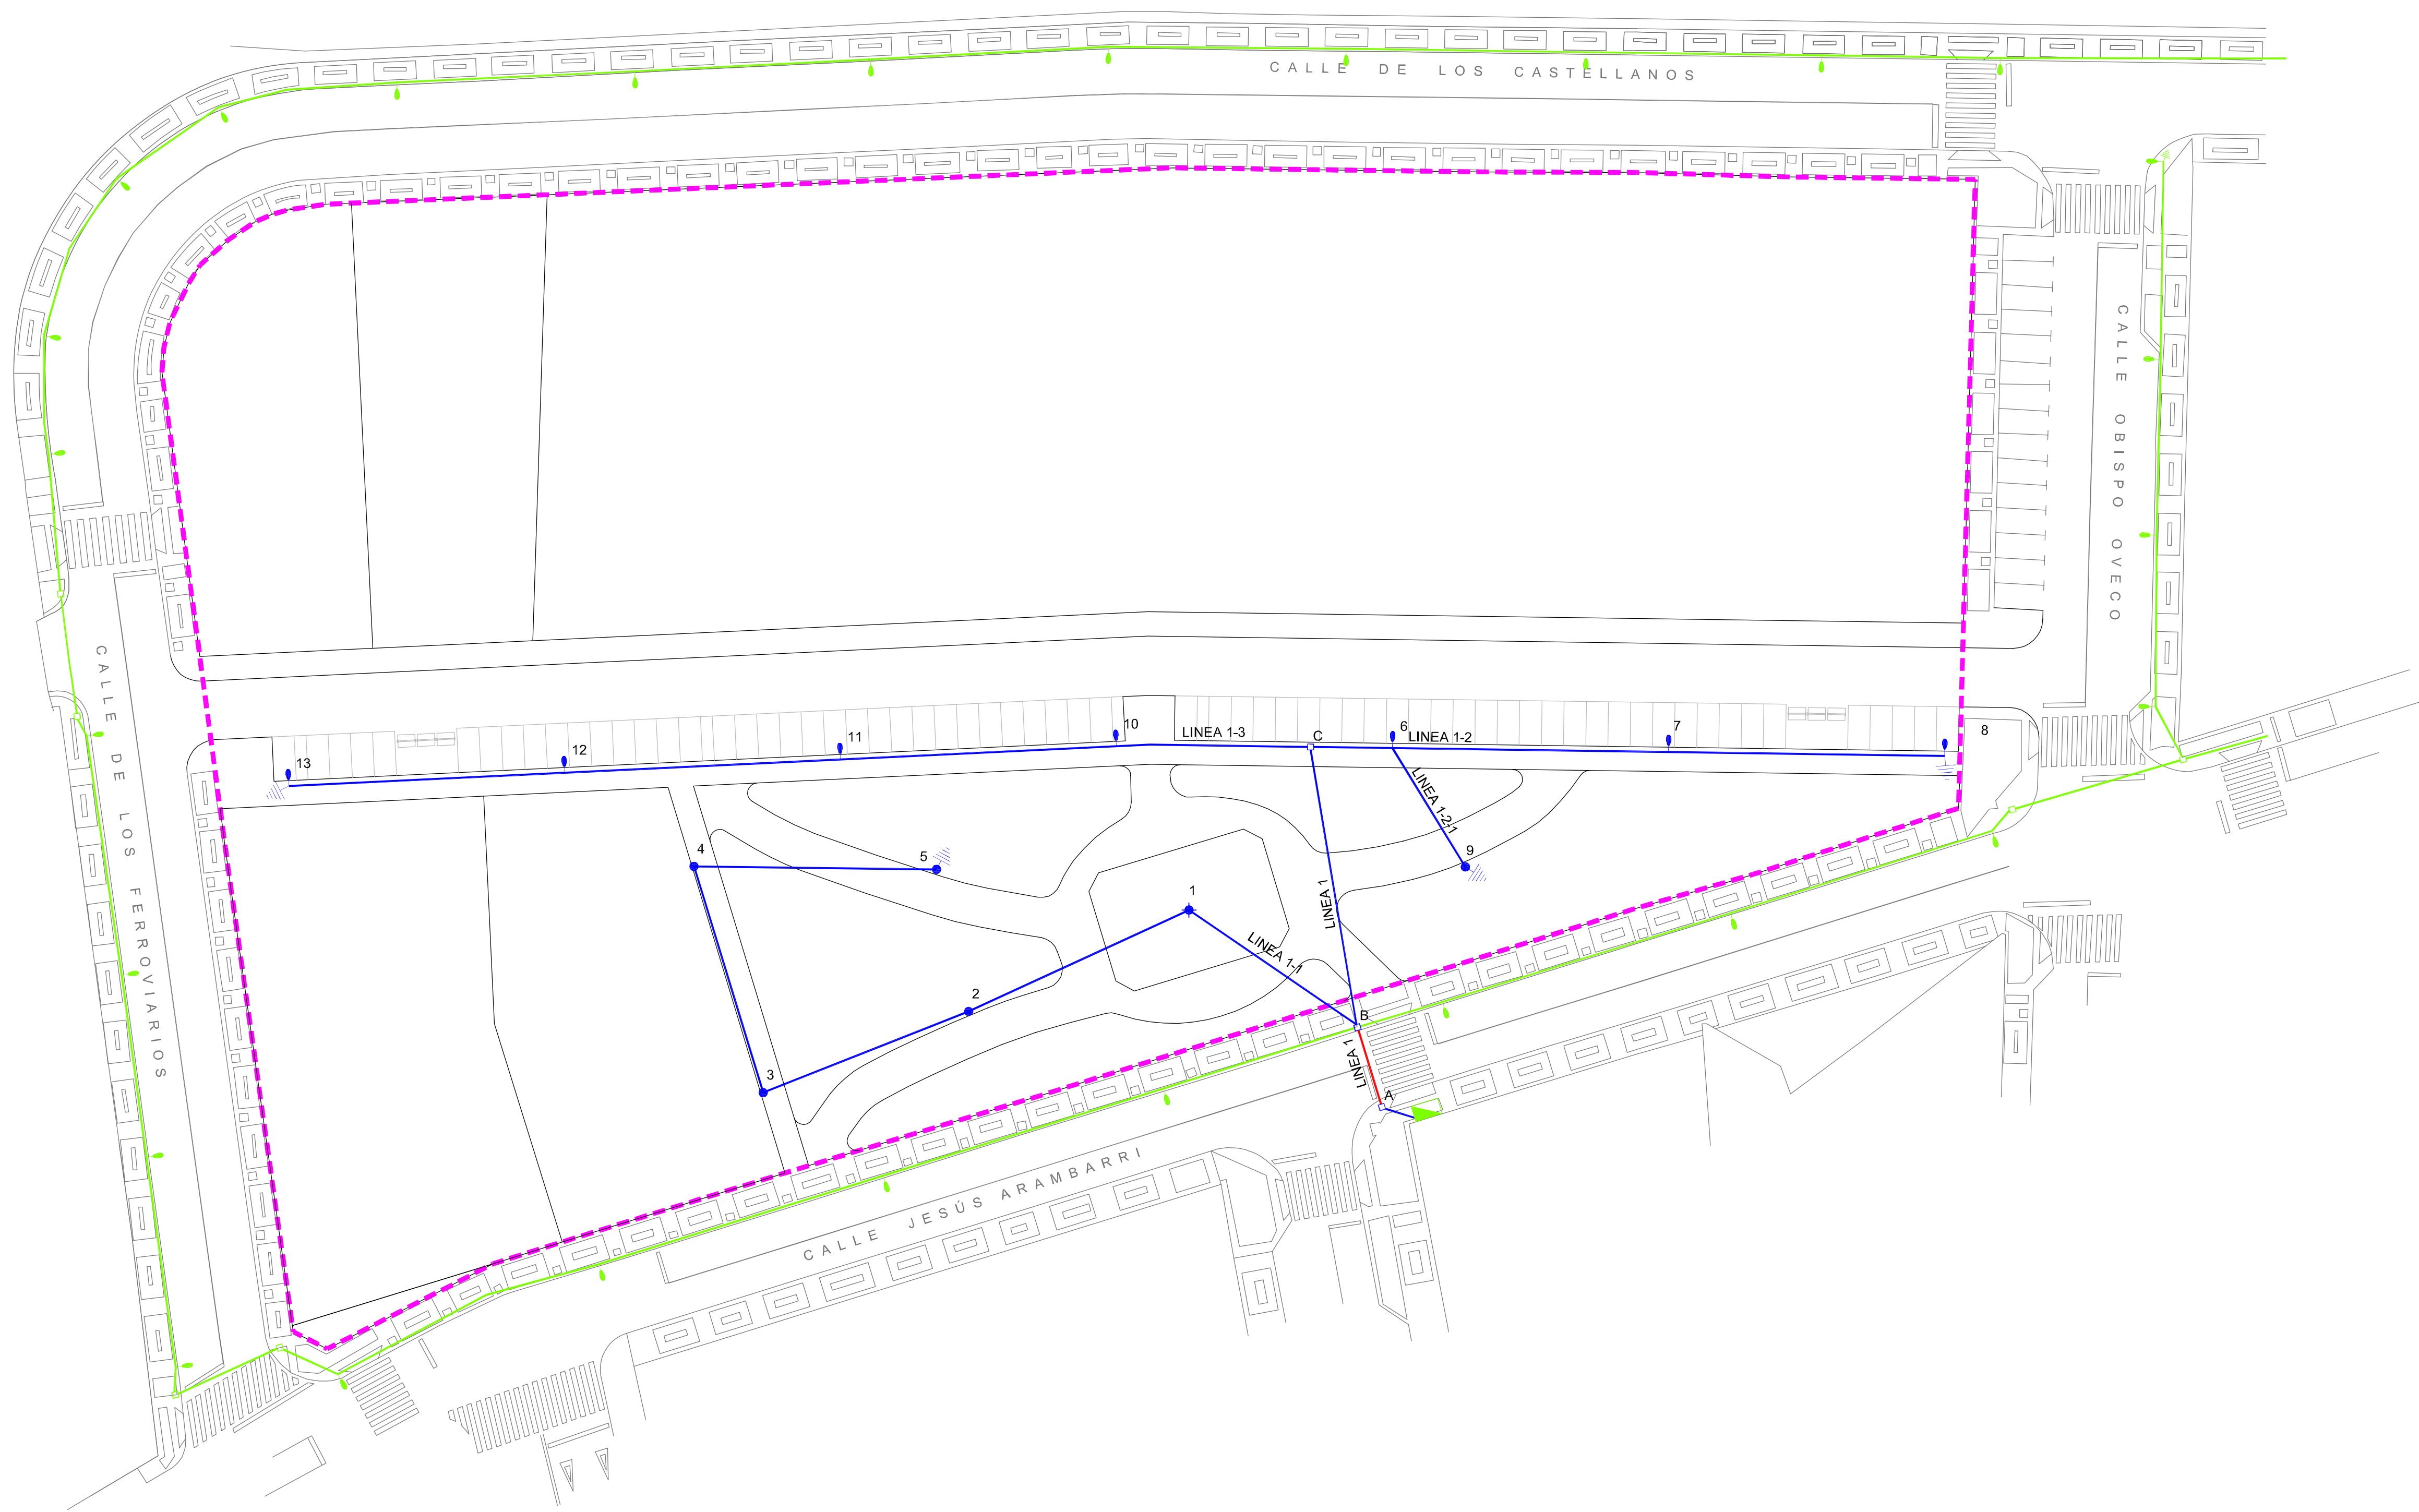 CALLE DE LOS CASTELLANOS
CALLE OBISPO OVECO
CALLE DE LOS FERROVIARIOS
10
LINEA 1-3
C
6
LINEA 1-2
7
8
11
12
13
LINEA 1-2-1
4
5
9
1
LINEA 1
LINEA 1-1
2
B
LINEA 1
3
A
CALLE JESÚS ARAMBARRI